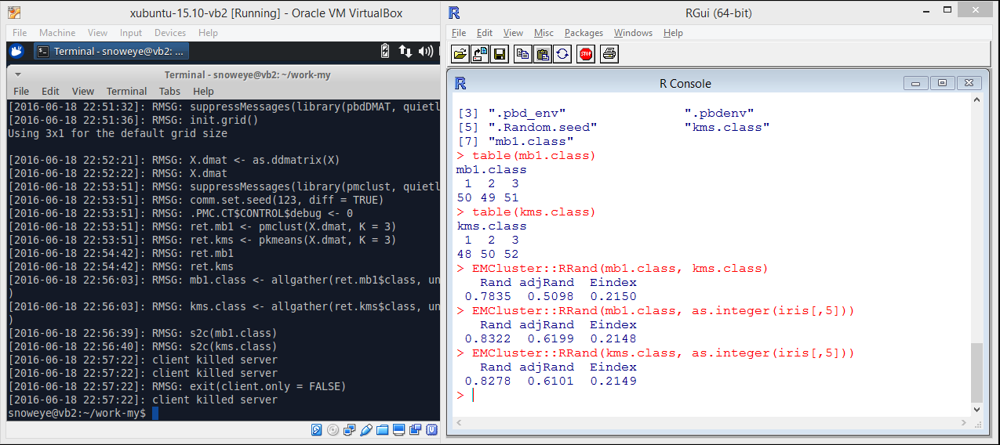 xubuntu-15.10-vb2 [Running] - Oracle VM VirtualBox
File Machine View Input Devices Help
Terminal - snoweye@vb2: ...
Terminal - snoweye@vb2: ~/work-my
File Edit View Terminal Tabs Help
[2016-06-18 22:51:32]: RMSG: suppressMessages(library(pbdDMAT, quietl
[2016-06-18 22:51:36]: RMSG: init.grid()
Using 3x1 for the default grid size
[2016-06-18 22:52:21]: RMSG: X.dmat <- as.ddmatrix(X)
[2016-06-18 22:52:22]: RMSG: X.dmat
[2016-06-18 22:53:51]: RMSG: suppressMessages(library(pmclust, quietl
[2016-06-18 22:53:51]: RMSG: comm.set.seed(123, diff = TRUE)
[2016-06-18 22:53:51]: RMSG: .PMC.CT$CONTROL$debug <- 0
[2016-06-18 22:53:51]: RMSG: ret.mb1 <- pmclust(X.dmat, K = 3)
[2016-06-18 22:53:51]: RMSG: ret.kms <- pkmeans(X.dmat, K = 3)
[2016-06-18 22:54:42]: RMSG: ret.mb1
[2016-06-18 22:54:42]: RMSG: ret.kms
[2016-06-18 22:56:03]: RMSG: mb1.class <- allgather(ret.mb1$class, un
)
[2016-06-18 22:56:03]: RMSG: kms.class <- allgather(ret.kms$class, un
)
[2016-06-18 22:56:39]: RMSG: s2c(mb1.class)
[2016-06-18 22:56:40]: RMSG: s2c(kms.class)
[2016-06-18 22:57:22]: client killed server
[2016-06-18 22:57:22]: client killed server
[2016-06-18 22:57:22]: RMSG: exit(client.only = FALSE)
[2016-06-18 22:57:22]: client killed server
snoweye@vb2:~/work-my$
RGui (64-bit)
File Edit View Misc Packages Windows Help
STOP
R Console
[3] ".pbd_env" ".pbdenv"
[5] ".Random.seed" "kms.class"
[7] "mb1.class"
> table(mb1.class)
mb1.class
1 2 3
50 49 51
> table(kms.class)
kms.class
1 2 3
48 50 52
> EMCluster::RRand(mb1.class, kms.class)
Rand adjRand Eindex
0.7835 0.5098 0.2150
> EMCluster::RRand(mb1.class, as.integer(iris[,5]))
Rand adjRand Eindex
0.8322 0.6199 0.2148
> EMCluster::RRand(kms.class, as.integer(iris[,5]))
Rand adjRand Eindex
0.8278 0.6101 0.2149
>